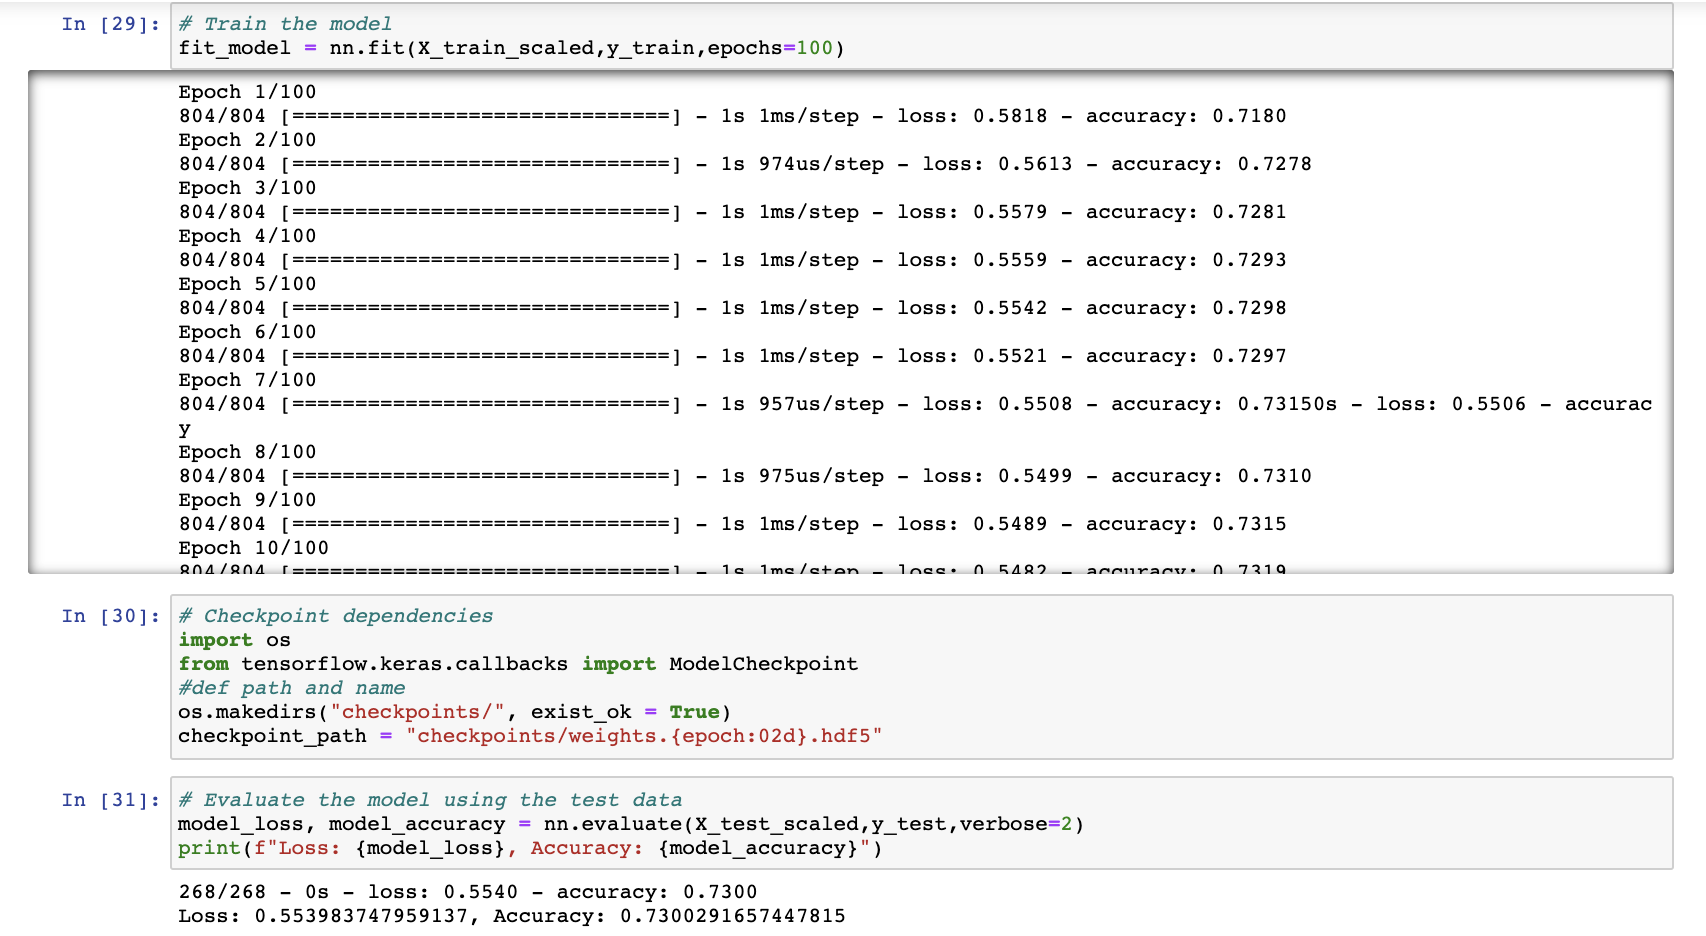 In [29]: # Train the model
fit_model = nn.fit(X_train_scaled,y_train,epochs=100)
Epoch 1/100
804/804 [==============================] - 1s 1ms/step - loss: 0.5818 - accuracy: 0.7180
Epoch 2/100
804/804 [==============================] - 1s 974us/step - loss: 0.5613 - accuracy: 0.7278
Epoch 3/100
804/804 [==============================] - 1s 1ms/step - loss: 0.5579 - accuracy: 0.7281
Epoch 4/100
804/804 [==============================] - 1s 1ms/step - loss: 0.5559 - accuracy: 0.7293
Epoch 5/100
804/804 [==============================] - 1s 1ms/step - loss: 0.5542 - accuracy: 0.7298
Epoch 6/100
804/804 [==============================] - 1s 1ms/step - loss: 0.5521 - accuracy: 0.7297
Epoch 7/100
804/804 [==============================] - 1s 957us/step - loss: 0.5508 - accuracy: 0.73150s - loss: 0.5506 - accurac
y
Epoch 8/100
804/804 [==============================] - 1s 975us/step - loss: 0.5499 - accuracy: 0.7310
Epoch 9/100
804/804 [==============================] - 1s 1ms/step - loss: 0.5489 - accuracy: 0.7315
Epoch 10/100
804/804 [==============================] - 1s 1ms/step - loss: 0.5482 - accuracy: 0.7319
In [30]: # Checkpoint dependencies
import os
from tensorflow.keras.callbacks import ModelCheckpoint
#def path and name
os.makedirs("checkpoints/", exist_ok = True)
checkpoint_path = "checkpoints/weights.{epoch:02d}.hdf5"
In [31]: # Evaluate the model using the test data
model_loss, model_accuracy = nn.evaluate(X_test_scaled,y_test,verbose=2)
print(f"Loss: {model_loss}, Accuracy: {model_accuracy}")
268/268 - 0s - loss: 0.5540 - accuracy: 0.7300
Loss: 0.553983747959137, Accuracy: 0.7300291657447815